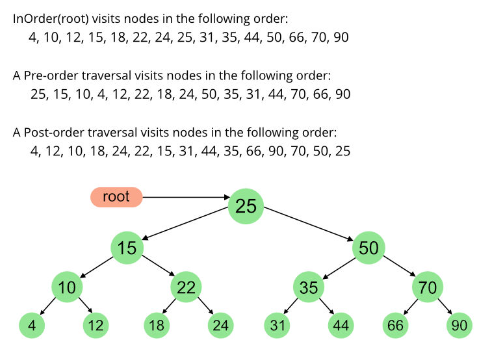 InOrder(root) visits nodes in the following order:
4, 10, 12, 15, 18, 22, 24, 25, 31, 35, 44, 50, 66, 70, 90
A Pre-order traversal visits nodes in the following order:
25, 15, 10, 4, 12, 22, 18, 24, 50, 35, 31, 44, 70, 66, 90
A Post-order traversal visits nodes in the following order:
4, 12, 10, 18, 24, 22, 15, 31, 44, 35, 66, 90, 70, 50, 25
root
25
15 50
10 22 35 70
4 12 18 24 31 44 66 90